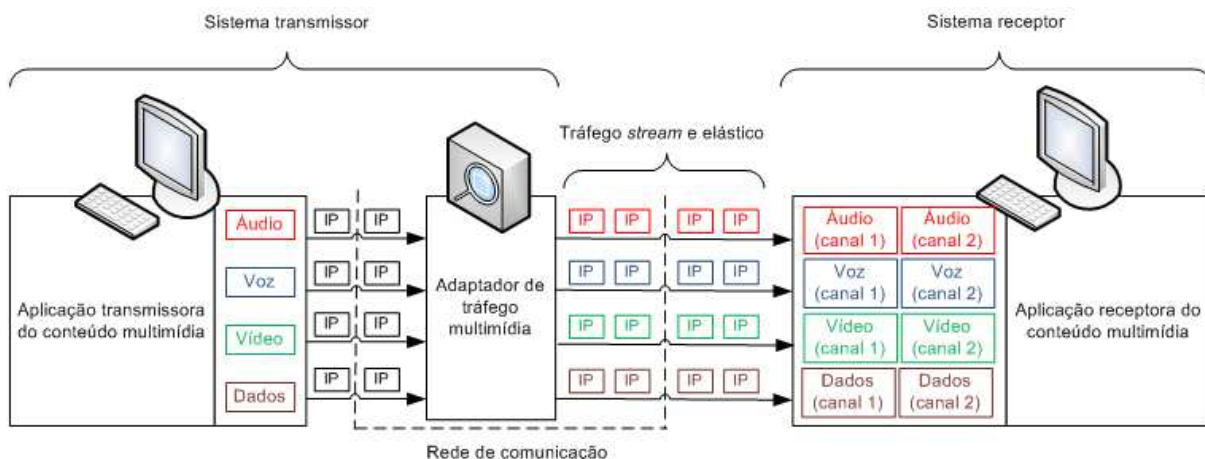 Sistema transmissor
Sistema receptor
Tráfego stream e elástico
Aplicação transmissora
do conteúdo multimídia
Áudio
Voz
Vídeo
Dados
IP IP
IP IP
IP IP
IP IP
Adaptador de
tráfego
multimídia
IP IP IP IP
IP IP IP IP
IP IP IP IP
IP IP IP IP
Áudio
(canal 1)
Áudio
(canal 2)
Voz
(canal 1)
Voz
(canal 2)
Vídeo
(canal 1)
Vídeo
(canal 2)
Dados
(canal 1)
Dados
(canal 2)
Aplicação receptora do
conteúdo multimídia
Rede de comunicação